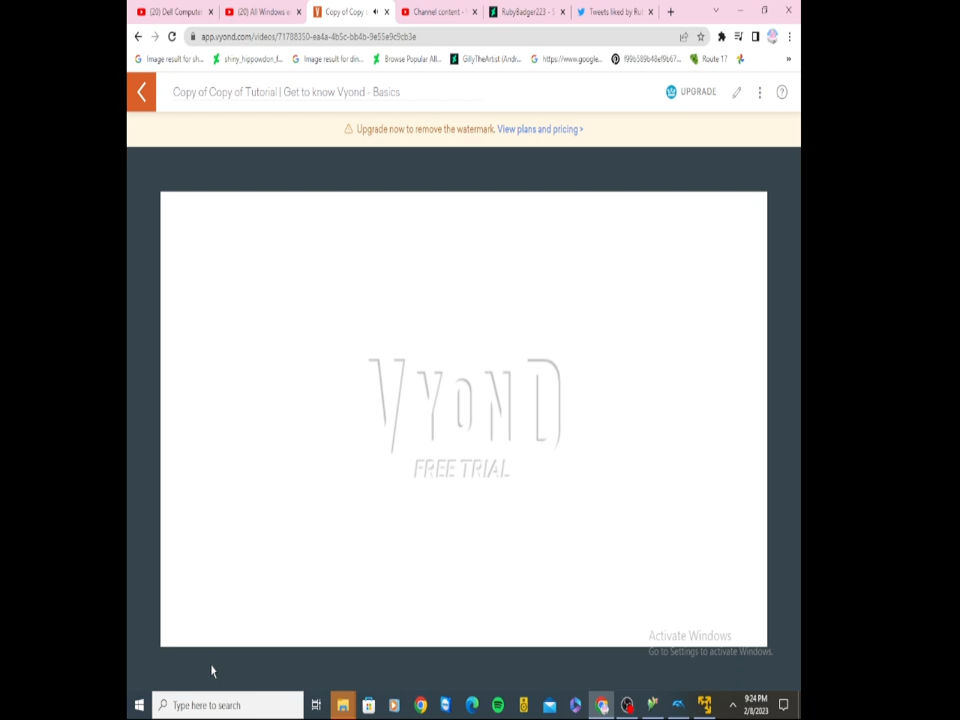 (20) Dell Computer
(20) All Windows e
Copy of Copy
Channel content -
RubyBadger223 - S
Tweets liked by Ru
app.vyond.com/videos/71788350-ea4a-4b5c-bb4b-9e55e9c9cb3e
Image result for sh...
shiny_hippowdon_f...
Image result for din...
Browse Popular All...
GillyTheArtist (Andr...
https://www.google...
Route 17
Copy of Copy of Tutorial | Get to know Vyond - Basics
UPGRADE
Upgrade now to remove the watermark. View plans and pricing >
VYOND
FREE TRIAL
Activate Windows
Go to Settings to activate Windows.
Type here to search
9:24 PM
2/8/2023